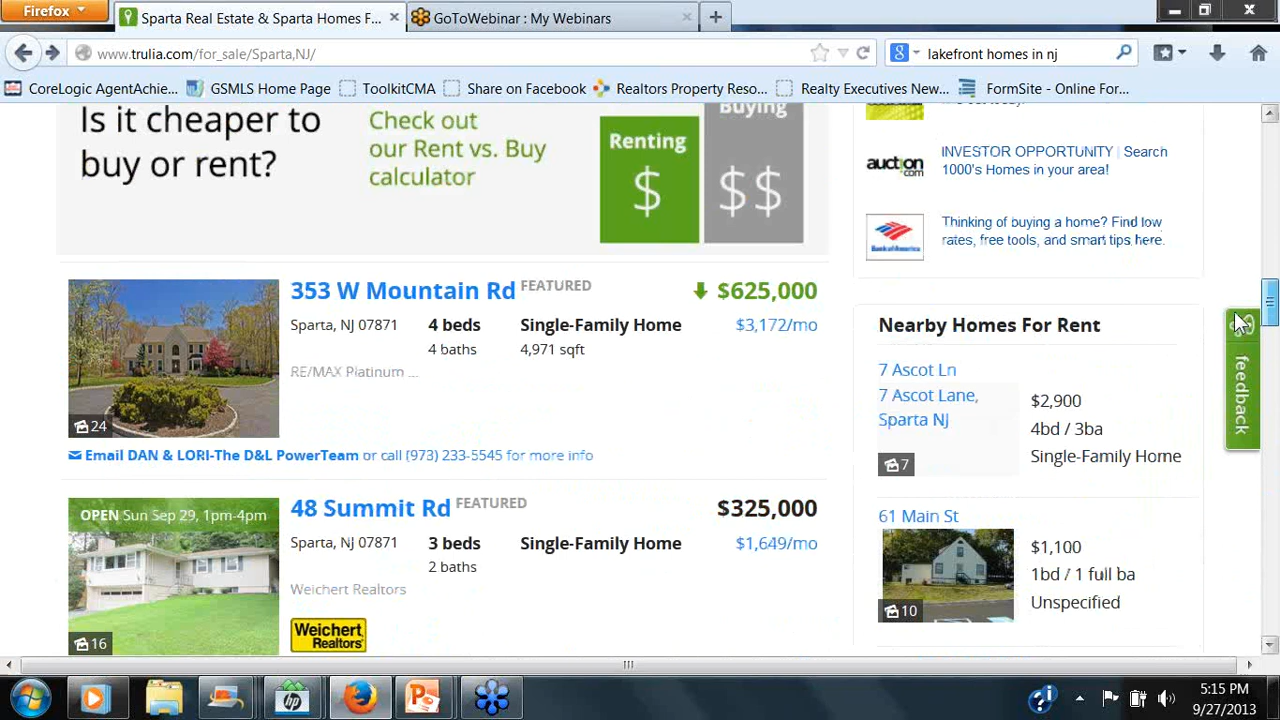 Firefox
Sparta Real Estate & Sparta Homes F...
GoToWebinar : My Webinars
www.trulia.com/for_sale/Sparta,NJ/
lakefront homes in nj
CoreLogic AgentAchie...
GSMLS Home Page
ToolkitCMA
Share on Facebook
Realtors Property Reso...
Realty Executives New...
FormSite - Online For...
Is it cheaper to
buy or rent?
Check out
our Rent vs. Buy
calculator
Renting
$
Buying
$$
auction.com
INVESTOR OPPORTUNITY | Search
1000's Homes in your area!
Bank of America
Thinking of buying a home? Find low
rates, free tools, and smart tips here.
353 W Mountain Rd FEATURED
$625,000
Sparta, NJ 07871
4 beds
Single-Family Home
$3,172/mo
4 baths
4,971 sqft
RE/MAX Platinum ...
24
Email DAN & LORI-The D&L PowerTeam or call (973) 233-5545 for more info
OPEN Sun Sep 29, 1pm-4pm
48 Summit Rd FEATURED
$325,000
Sparta, NJ 07871
3 beds
Single-Family Home
$1,649/mo
2 baths
Weichert Realtors
Weichert
Realtors
16
Nearby Homes For Rent
7 Ascot Ln
7 Ascot Lane,
Sparta NJ
7
$2,900
4bd / 3ba
Single-Family Home
61 Main St
10
$1,100
1bd / 1 full ba
Unspecified
feedback
5:15 PM
9/27/2013